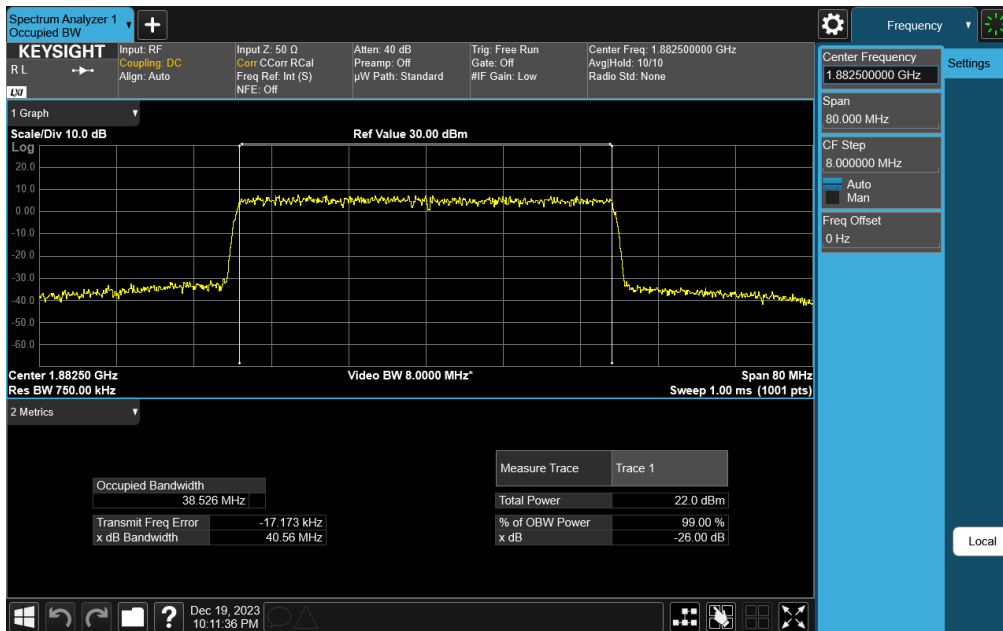 Spectrum Analyzer 1
Occupied BW
Frequency
KEYSIGHT
R L
LXI
Input: RF
Coupling: DC
Align: Auto
Input Z: 50 Ω
Corr CCorr RCal
Freq Ref: Int (S)
NFE: Off
Atten: 40 dB
Preamp: Off
µW Path: Standard
Trig: Free Run
Gate: Off
#IF Gain: Low
Center Freq: 1.882500000 GHz
Avg|Hold: 10/10
Radio Std: None
Center Frequency
1.882500000 GHz
Settings
Span
80.000 MHz
CF Step
8.000000 MHz
Auto
Man
Freq Offset
0 Hz
Local
1 Graph
Scale/Div 10.0 dB
Ref Value 30.00 dBm
Log
20.0
10.0
0.00
-10.0
-20.0
-30.0
-40.0
-50.0
-60.0
Center 1.88250 GHz
Video BW 8.0000 MHz*
Span 80 MHz
Res BW 750.00 kHz
Sweep 1.00 ms (1001 pts)
2 Metrics
Occupied Bandwidth
38.526 MHz
Transmit Freq Error -17.173 kHz
x dB Bandwidth 40.56 MHz
Measure Trace Trace 1
Total Power 22.0 dBm
% of OBW Power 99.00 %
x dB -26.00 dB
?
Dec 19, 2023
10:11:36 PM